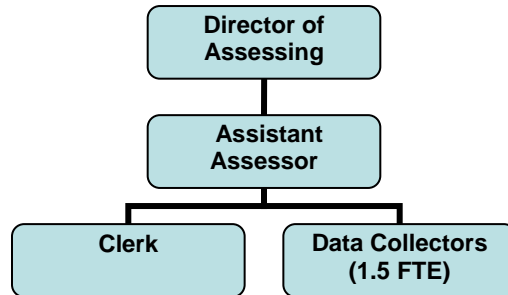 Director of
Assessing
Assistant
Assessor
Clerk
Data Collectors
(1.5 FTE)